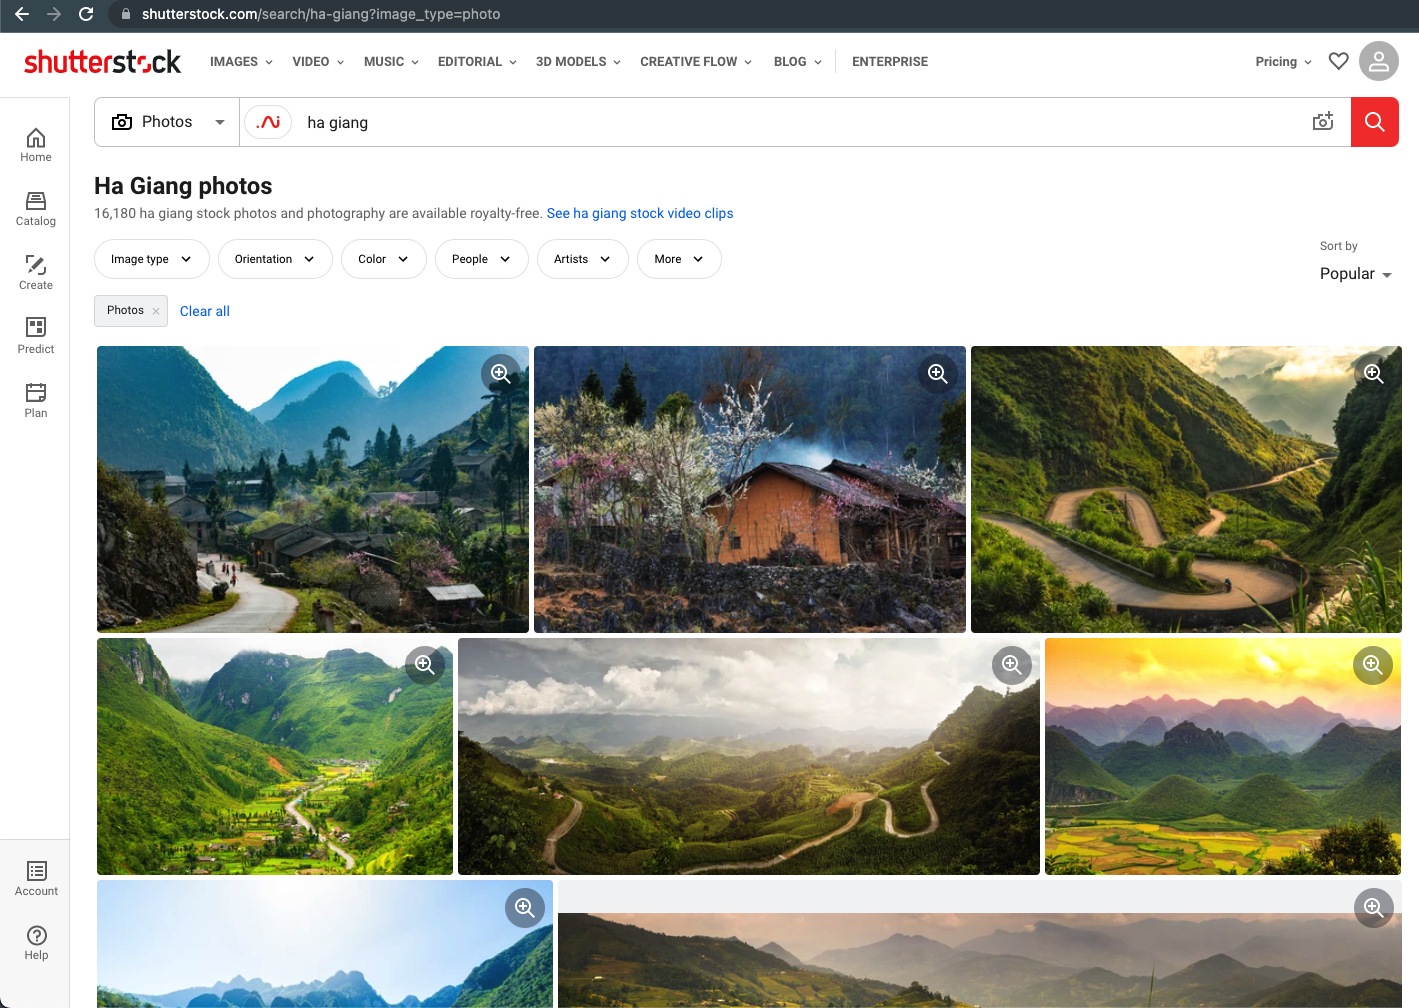 shutterstock.com/search/ha-giang?image_type=photo
shutterstock
IMAGES
VIDEO
MUSIC
EDITORIAL
3D MODELS
CREATIVE FLOW
BLOG
ENTERPRISE
Pricing
Photos
ha giang
Home
Catalog
Create
Predict
Plan
Account
Help
Ha Giang photos
16,180 ha giang stock photos and photography are available royalty-free. See ha giang stock video clips
Image type
Orientation
Color
People
Artists
More
Sort by
Popular
Photos ×
Clear all